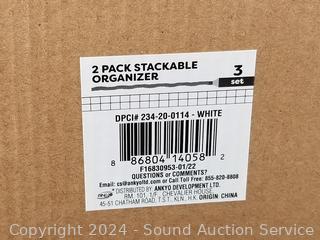 2 PACK STACKABLE
ORGANIZER
3
set
DPCI# 234-20-0114 - WHITE
8 86804 14058 2
F16830953-01/22
QUESTIONS or COMMENTS?
Email: cs@ankyoltd.com or Call Toll Free: 855-820-8808
DISTRIBUTED BY ANKYO DEVELOPMENT LTD.
RM. 101, 1/F CHEVALIER HOUSE,
45-51 CHATHAM ROAD, T.S.T., KLN., H.K. ORIGIN: CHINA
Copyright 2024 - Sound Auction Service